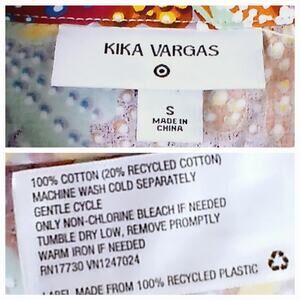 KIKA VARGAS
S
MADE IN
CHINA
100% COTTON (20% RECYCLED COTTON)
MACHINE WASH COLD SEPARATELY
GENTLE CYCLE
ONLY NON-CHLORINE BLEACH IF NEEDED
TUMBLE DRY LOW, REMOVE PROMPTLY
WARM IRON IF NEEDED
RN17730 VN1247024
LABEL MADE FROM 100% RECYCLED PLASTIC